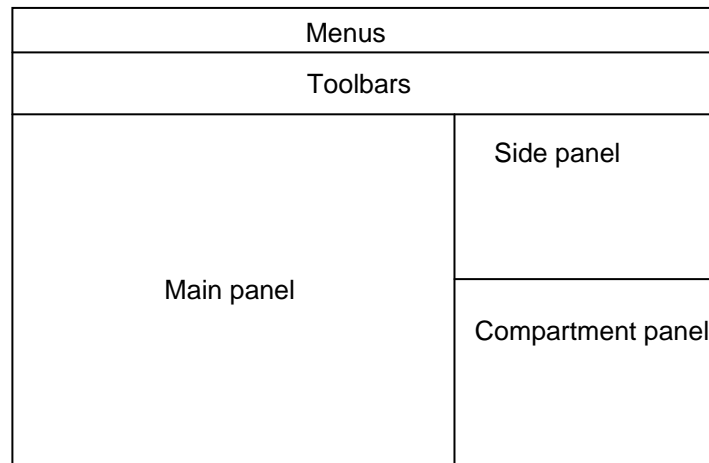 Menus
Toolbars
Side panel
Main panel
Compartment panel